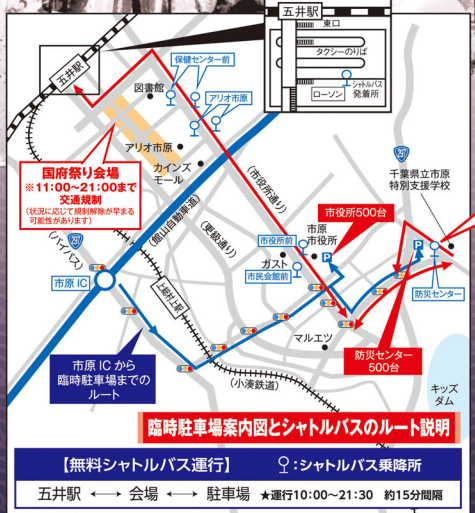 五井駅
東口
タクシーのりば
シャトルバス
発着所
ローソン
五井駅
保健センター前
図書館
アリオ市原
アリオ市原
カインズ
モール
国府祭り会場
※11:00~21:00まで
交通規制
(状況に応じて規制解除が早まる
可能性があります)
(市役所通り)
(館山自動車道)
(更級通り)
297
(バイパス)
市原 IC
上総村上駅
297
千葉県立市原
特別支援学校
市役所500台
市役所前
市原
市役所
P
P
ガスト
市民会館前
防災センター
マルエツ
防災センター
500台
市原 IC から
臨時駐車場までの
ルート
(小湊鉄道)
キッズ
ダム
臨時駐車場案内図とシャトルバスのルート説明
【無料シャトルバス運行】 :シャトルバス乗降所
五井駅 ←→ 会場 ←→ 駐車場 ★運行10:00~21:30 約15分間隔